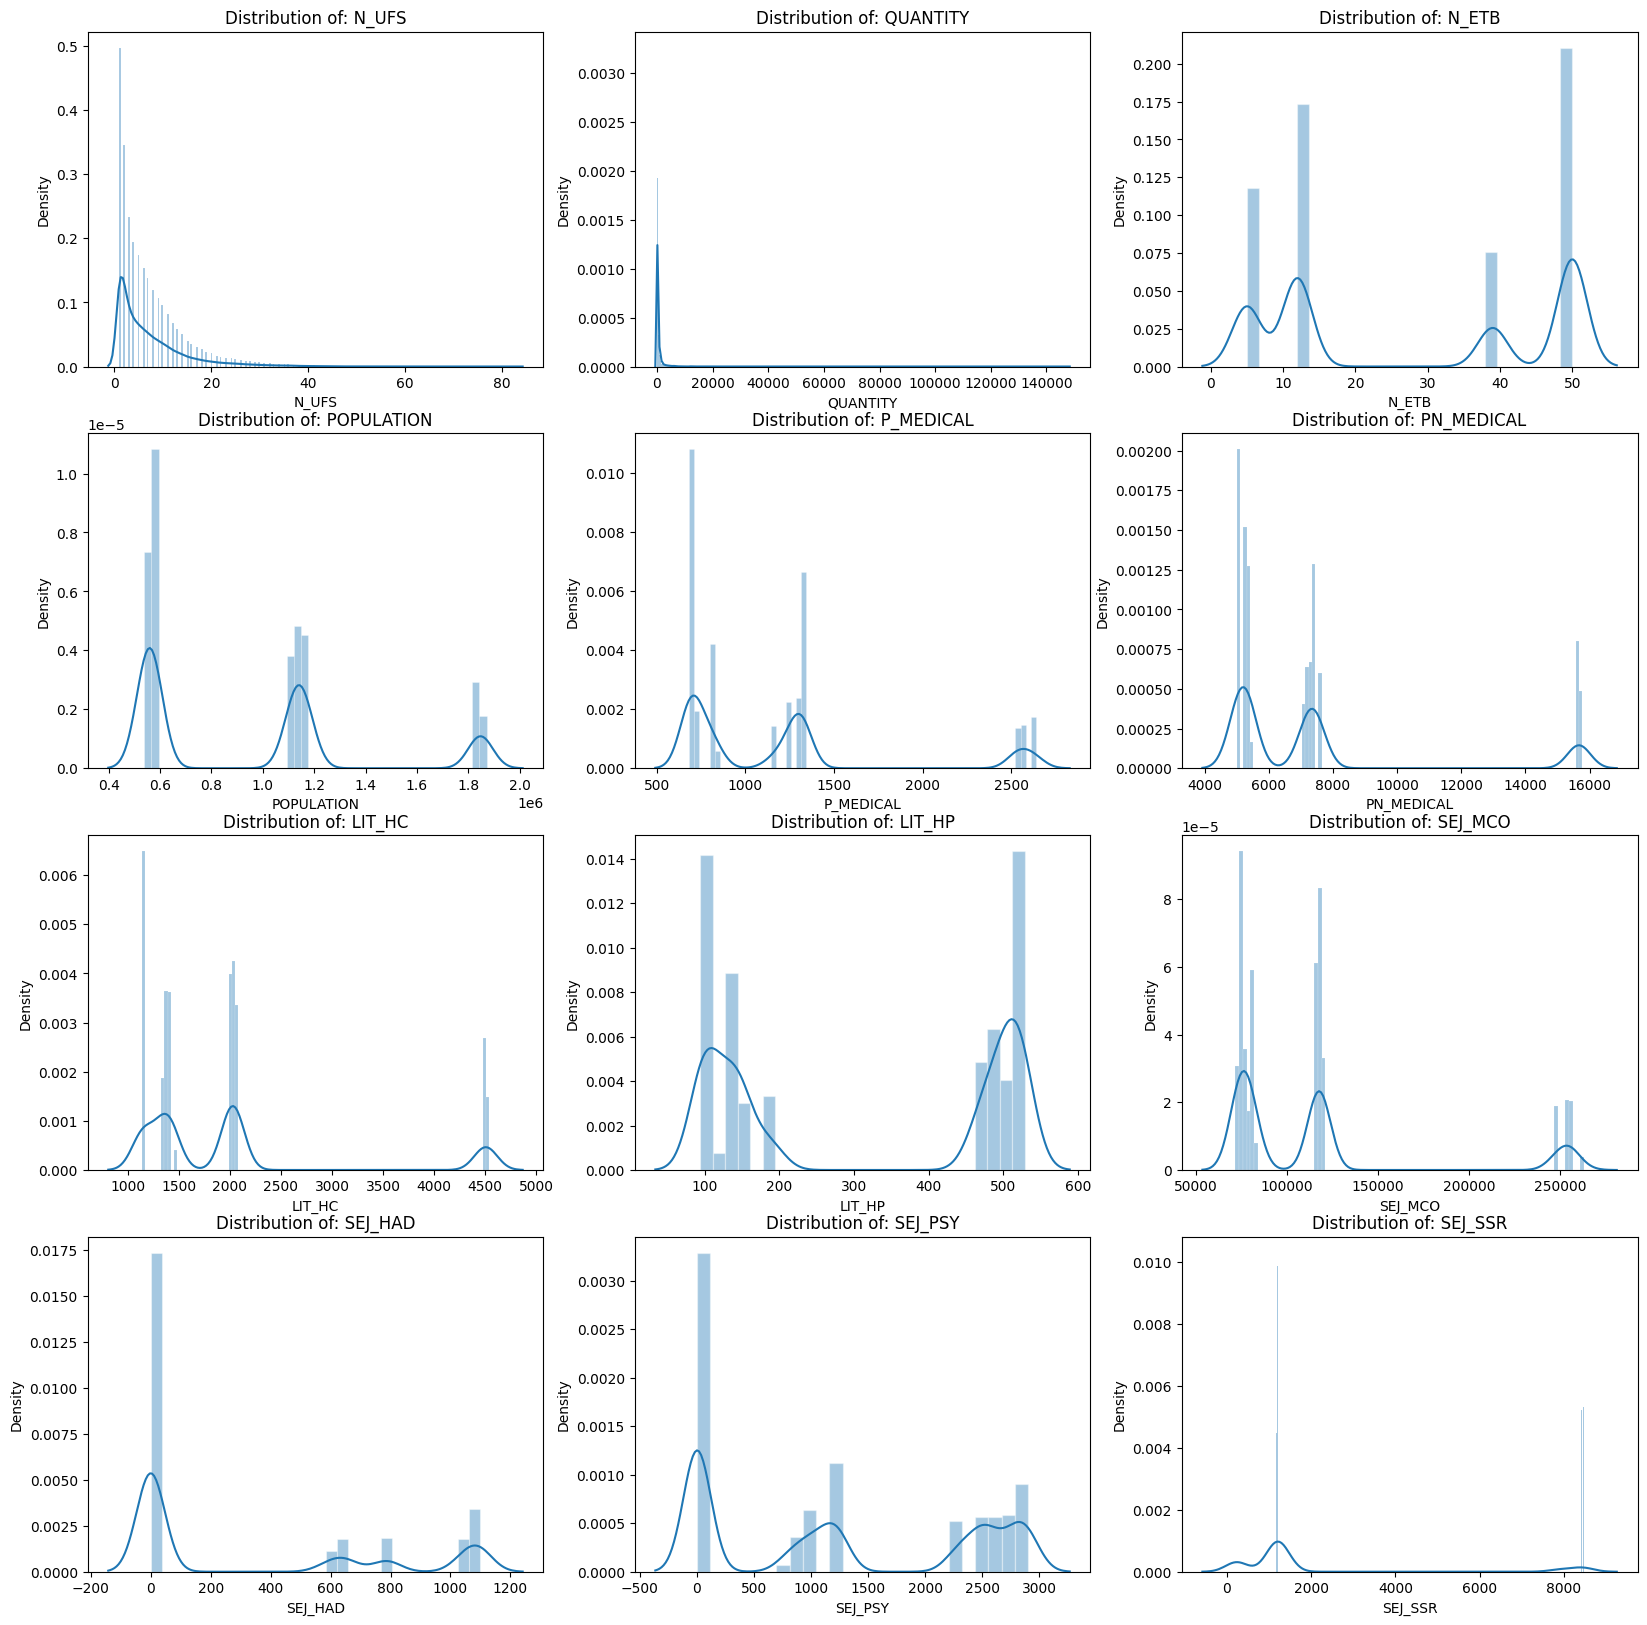 Distribution of: N_UFS
0.5
0.4
0.3
0.2
0.1
0.0
Density
0 20 40 60 80
N_UFS
Distribution of: QUANTITY
0.0030
0.0025
0.0020
0.0015
0.0010
0.0005
0.0000
Density
0 20000 40000 60000 80000 100000 120000 140000
QUANTITY
Distribution of: N_ETB
0.200
0.175
0.150
0.125
0.100
0.075
0.050
0.025
0.000
Density
0 10 20 30 40 50
N_ETB
Distribution of: POPULATION
1e−5
1.0
0.8
0.6
0.4
0.2
0.0
Density
0.4 0.6 0.8 1.0 1.2 1.4 1.6 1.8 2.0
1e6
POPULATION
Distribution of: P_MEDICAL
0.010
0.008
0.006
0.004
0.002
0.000
Density
500 1000 1500 2000 2500
P_MEDICAL
Distribution of: PN_MEDICAL
0.00200
0.00175
0.00150
0.00125
0.00100
0.00075
0.00050
0.00025
0.00000
Density
4000 6000 8000 10000 12000 14000 16000
PN_MEDICAL
Distribution of: LIT_HC
0.006
0.005
0.004
0.003
0.002
0.001
0.000
Density
1000 1500 2000 2500 3000 3500 4000 4500 5000
LIT_HC
Distribution of: LIT_HP
0.014
0.012
0.010
0.008
0.006
0.004
0.002
0.000
Density
100 200 300 400 500 600
LIT_HP
Distribution of: SEJ_MCO
1e−5
8
6
4
2
0
Density
50000 100000 150000 200000 250000
SEJ_MCO
Distribution of: SEJ_HAD
0.0175
0.0150
0.0125
0.0100
0.0075
0.0050
0.0025
0.0000
Density
−200 0 200 400 600 800 1000 1200
SEJ_HAD
Distribution of: SEJ_PSY
0.0030
0.0025
0.0020
0.0015
0.0010
0.0005
0.0000
Density
−500 0 500 1000 1500 2000 2500 3000
SEJ_PSY
Distribution of: SEJ_SSR
0.010
0.008
0.006
0.004
0.002
0.000
Density
0 2000 4000 6000 8000
SEJ_SSR